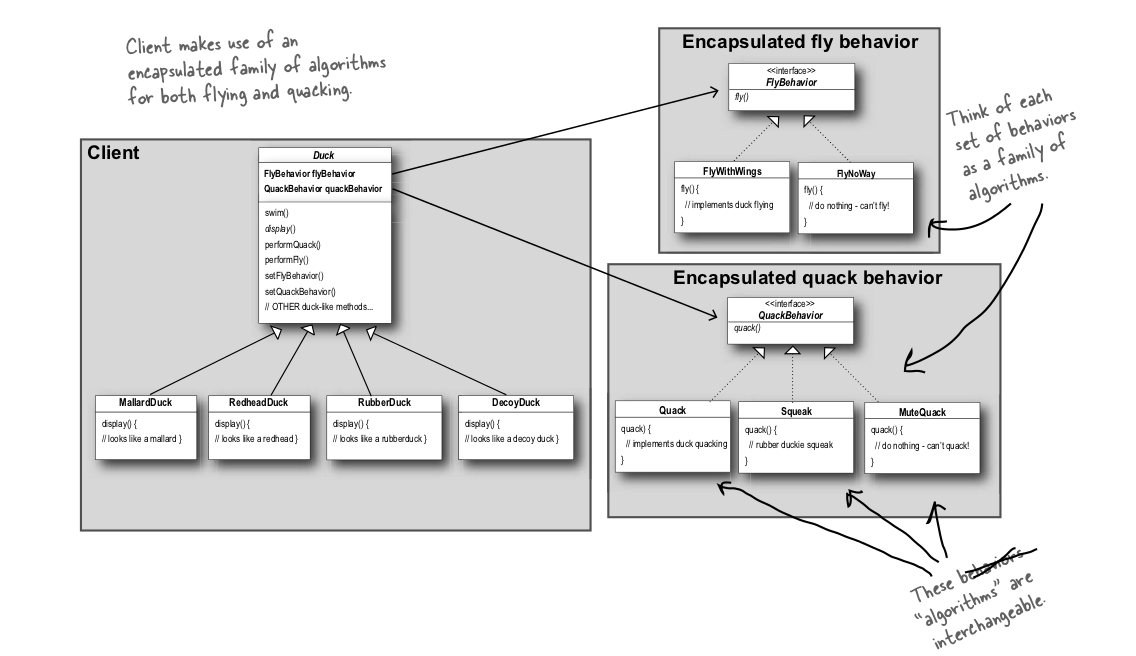 Client makes use of an
encapsulated family of algorithms
for both flying and quacking.
Client
Duck
FlyBehavior flyBehavior
QuackBehavior quackBehavior
swim()
display()
performQuack()
performFly()
setFlyBehavior()
setQuackBehavior()
// OTHER duck-like methods...
MallardDuck
display() {
// looks like a mallard }
RedheadDuck
display() {
// looks like a redhead }
RubberDuck
display() {
// looks like a rubberduck }
DecoyDuck
display() {
// looks like a decoy duck }
Encapsulated fly behavior
<<interface>>
FlyBehavior
fly()
FlyWithWings
fly() {
// implements duck flying
}
FlyNoWay
fly() {
// do nothing - can't fly!
}
Think of each
set of behaviors
as a family of
algorithms.
Encapsulated quack behavior
<<interface>>
QuackBehavior
quack()
Quack
quack) {
// implements duck quacking
}
Squeak
quack() {
// rubber duckie squeak
}
MuteQuack
quack() {
// do nothing - can't quack!
}
These behaviors
"algorithms" are
interchangeable.